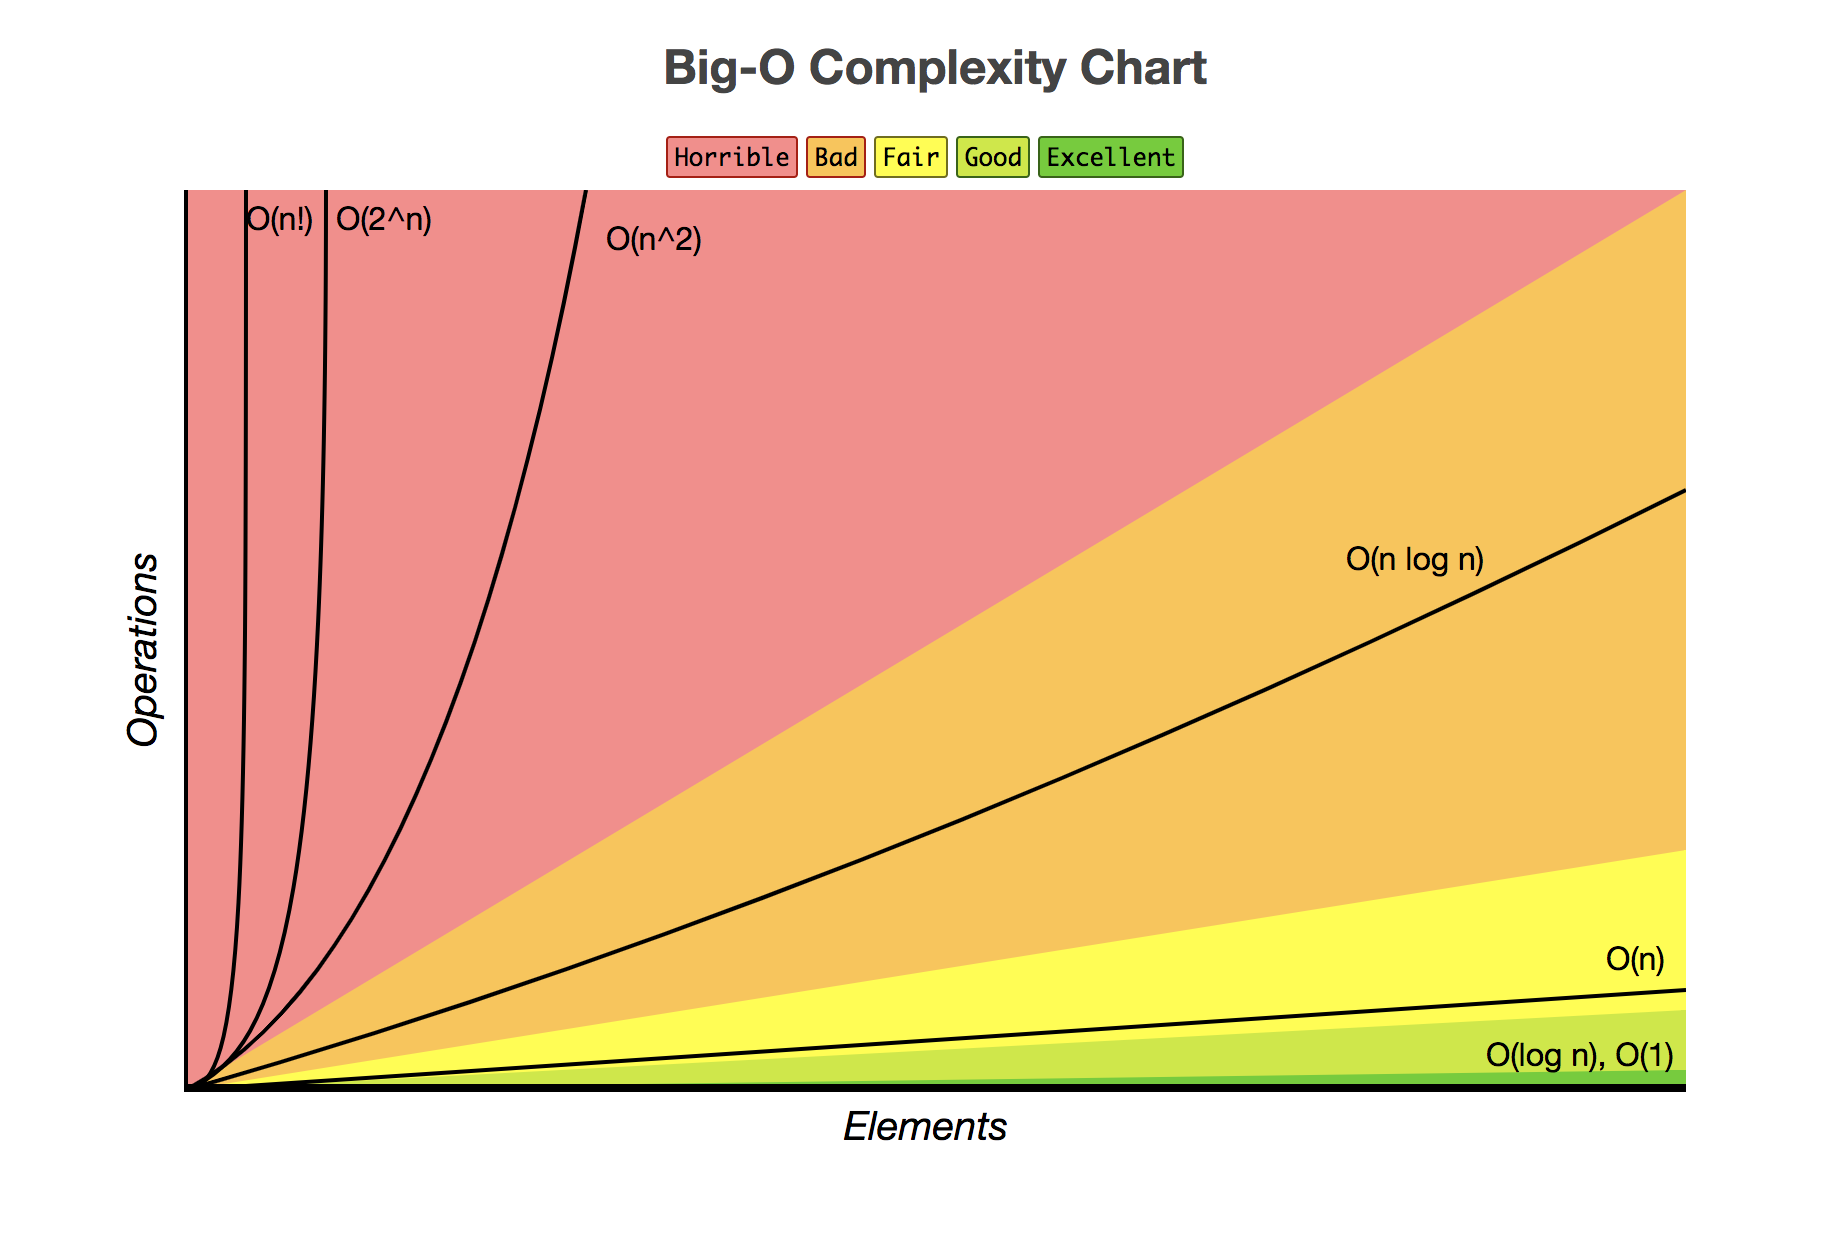 Big-O Complexity Chart
Horrible Bad Fair Good Excellent
O(n!) O(2^n)
O(n^2)
O(n log n)
Operations
O(n)
O(log n), O(1)
Elements